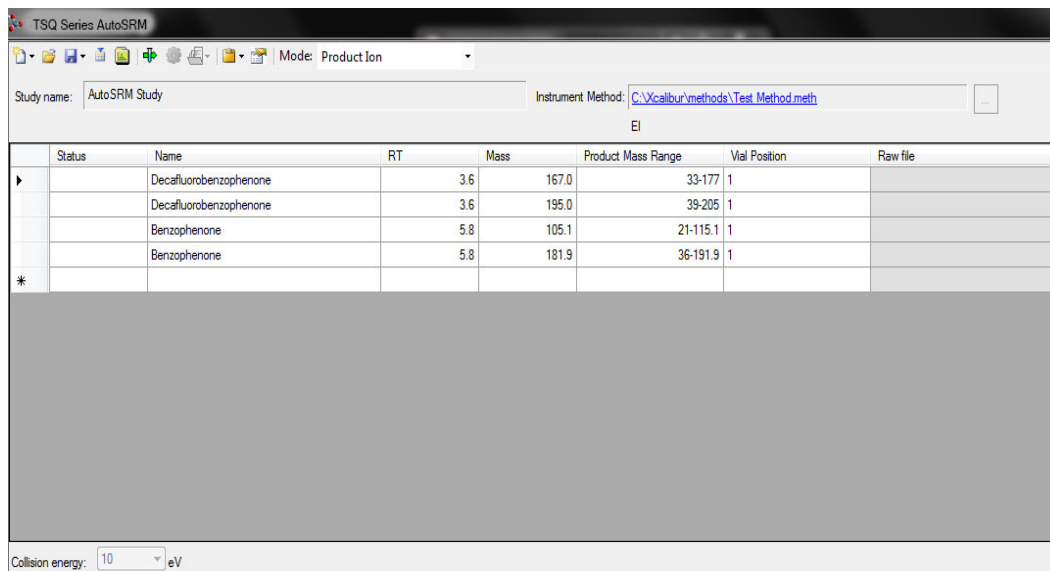 TSQ Series AutoSRM
Mode: Product Ion
Study name: AutoSRM Study Instrument Method: C:\Xcalibur\methods\Test Method.meth ...
EI
Status Name RT Mass Product Mass Range Vial Position Raw file
Decafluorobenzophenone 3.6 167.0 33-177 1
Decafluorobenzophenone 3.6 195.0 39-205 1
Benzophenone 5.8 105.1 21-115.1 1
Benzophenone 5.8 181.9 36-191.9 1
Collision energy: 10 eV